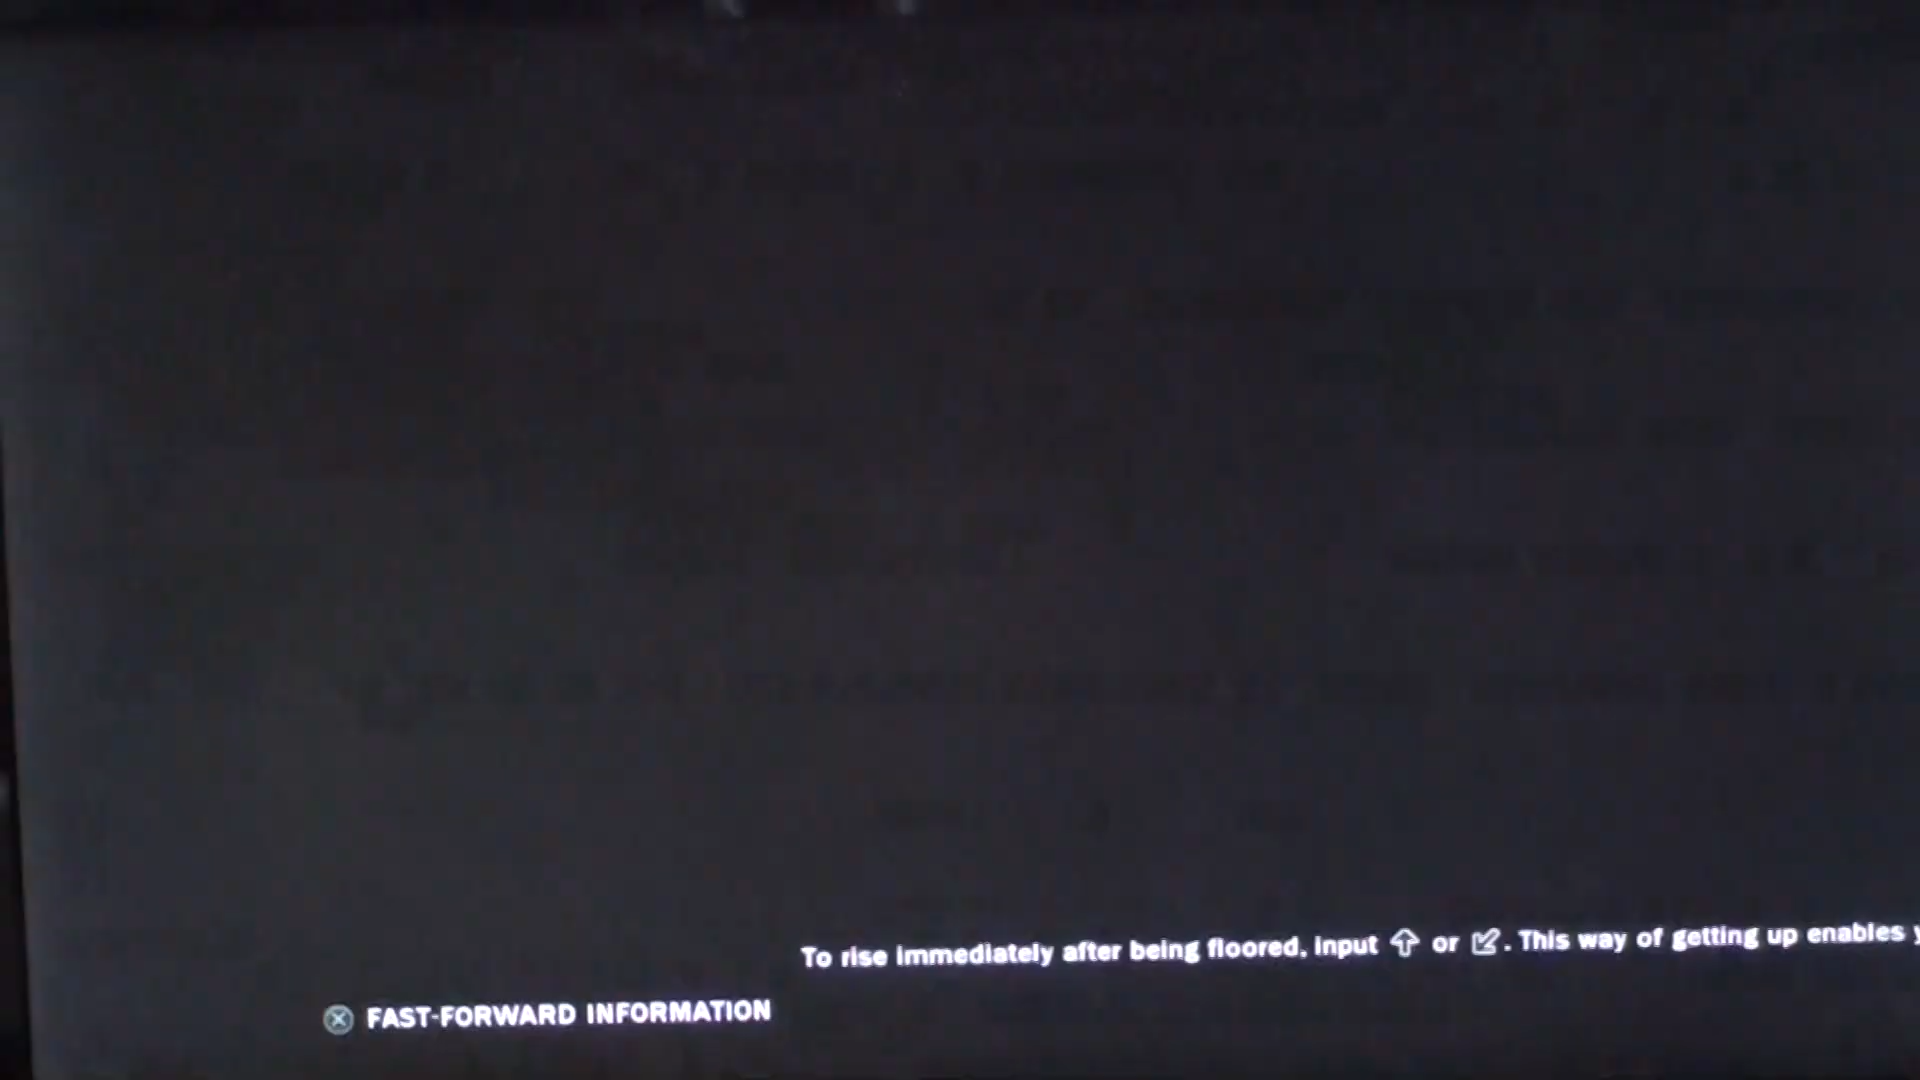 To rise immediately after being floored, input ⇧ or ⬋. This way of getting up enables
FAST-FORWARD INFORMATION